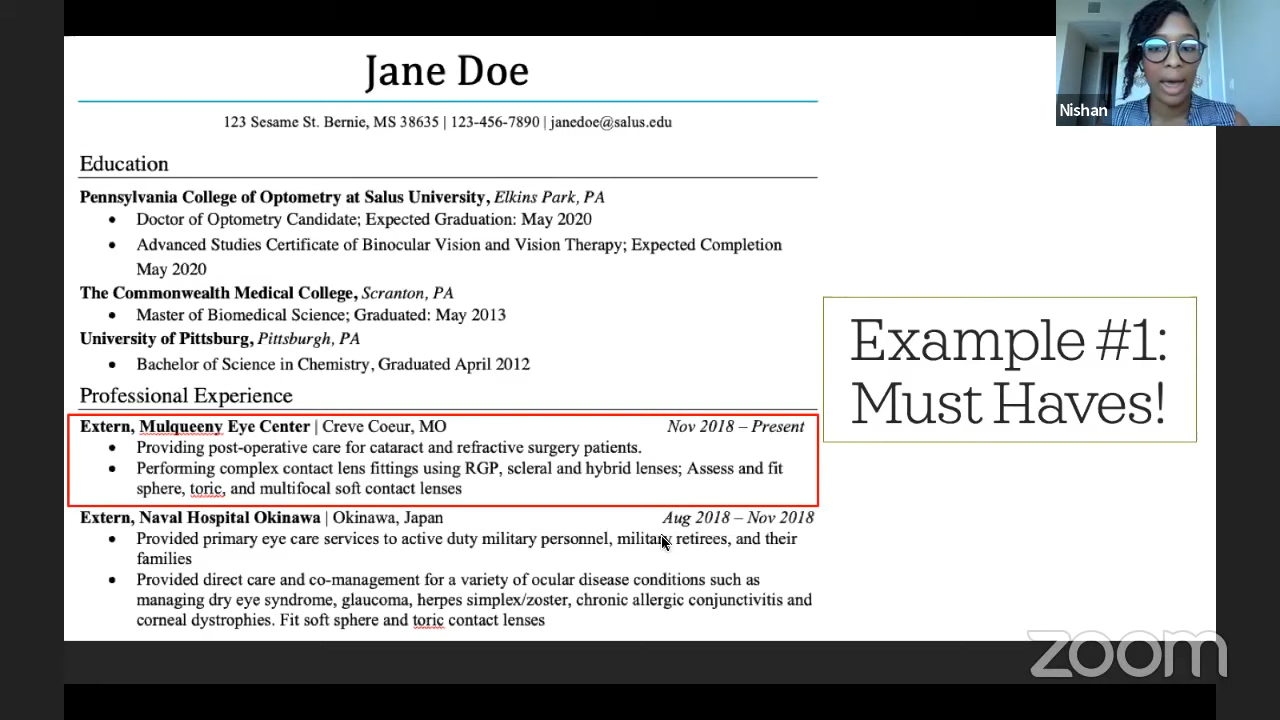 Jane Doe
123 Sesame St. Bernie, MS 38635 | 123-456-7890 | janedoe@salus.edu
Education
Pennsylvania College of Optometry at Salus University, Elkins Park, PA
• Doctor of Optometry Candidate; Expected Graduation: May 2020
• Advanced Studies Certificate of Binocular Vision and Vision Therapy; Expected Completion
May 2020
The Commonwealth Medical College, Scranton, PA
• Master of Biomedical Science; Graduated: May 2013
University of Pittsburg, Pittsburgh, PA
• Bachelor of Science in Chemistry, Graduated April 2012
Professional Experience
Extern, Mulqueeny Eye Center | Creve Coeur, MO Nov 2018 – Present
• Providing post-operative care for cataract and refractive surgery patients.
• Performing complex contact lens fittings using RGP, scleral and hybrid lenses; Assess and fit
sphere, toric, and multifocal soft contact lenses
Extern, Naval Hospital Okinawa | Okinawa, Japan Aug 2018 – Nov 2018
• Provided primary eye care services to active duty military personnel, military retirees, and their
families
• Provided direct care and co-management for a variety of ocular disease conditions such as
managing dry eye syndrome, glaucoma, herpes simplex/zoster, chronic allergic conjunctivitis and
corneal dystrophies. Fit soft sphere and toric contact lenses
Example #1:
Must Haves!
Nishan
zoom